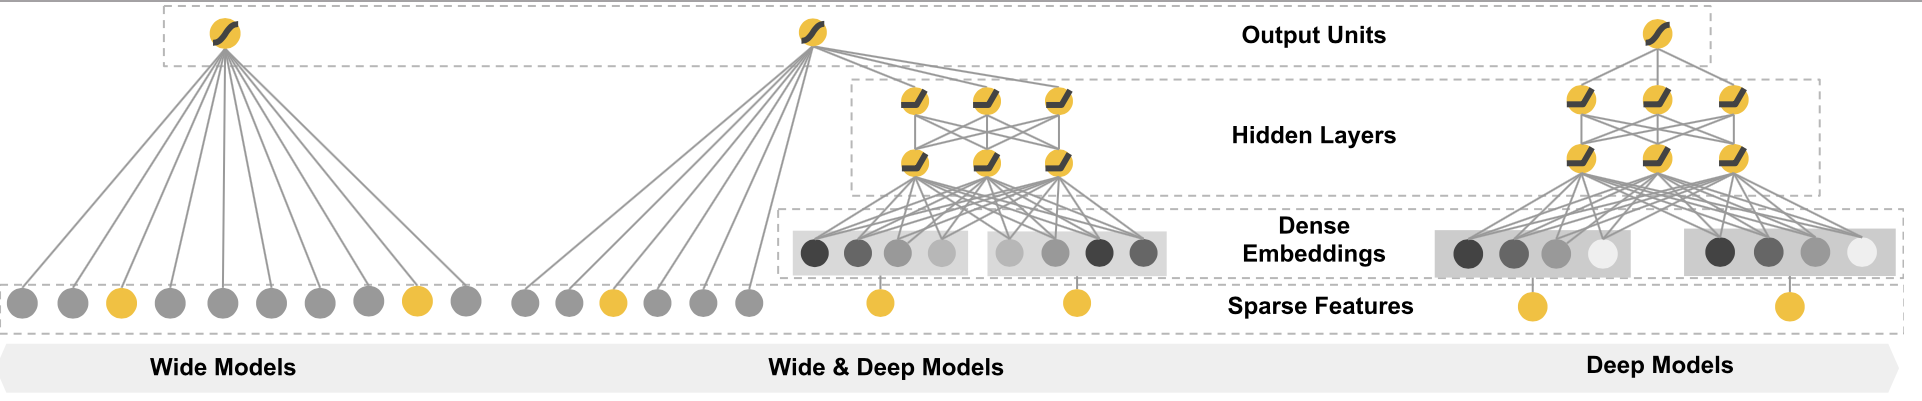 Output Units
Hidden Layers
Dense
Embeddings
Sparse Features
Wide Models
Wide & Deep Models
Deep Models